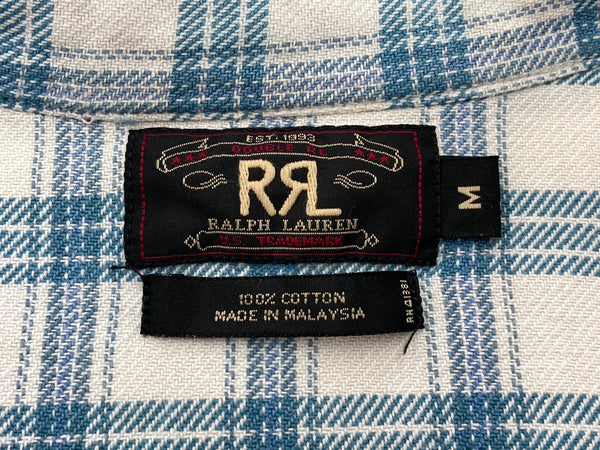 EST. 1993
DOUBLE RL
RRL
RALPH LAUREN
U.S. TRADEMARK
M
100% COTTON
MADE IN MALAYSIA
RN 41381